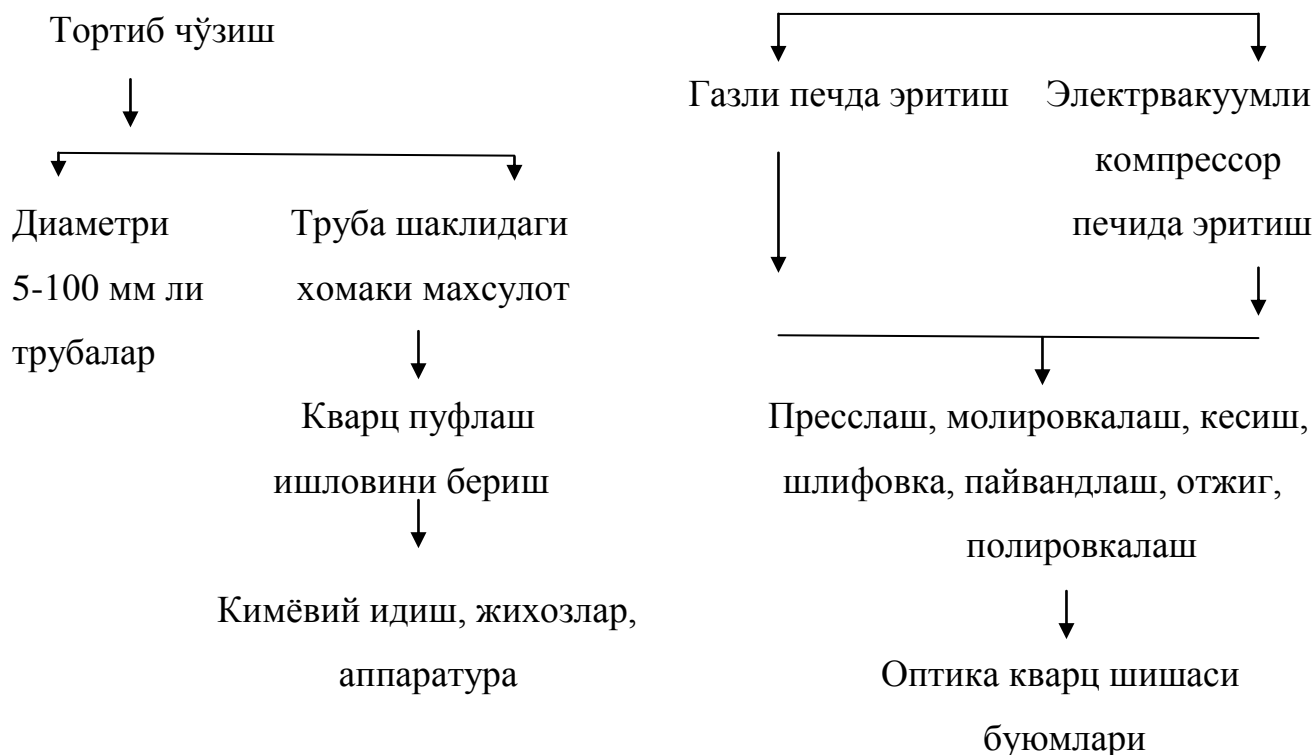 Тортиб чўзиш
Диаметри
5-100 мм ли
трубалар
Труба шаклидаги
хомаки махсулот
Кварц пуфлаш
ишловини бериш
Кимёвий идиш, жихозлар,
аппаратура
Газли печда эритиш
Электрвакуумли
компрессор
печида эритиш
Пресслаш, молировкалаш, кесиш,
шлифовка, пайвандлаш, отжиг,
полировкалаш
Оптика кварц шишаси
буюмлари